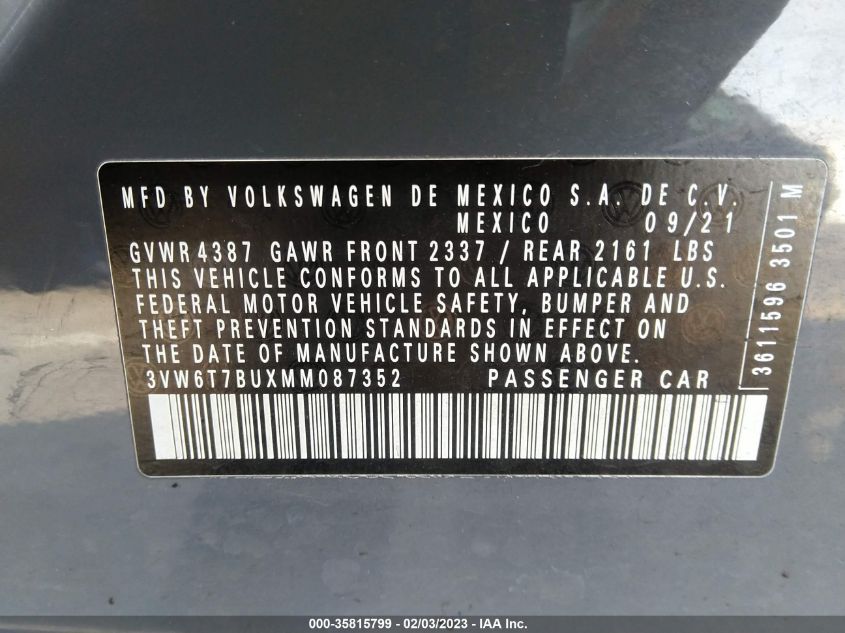 MFD BY VOLKSWAGEN DE MEXICO S.A. DE C.V.
MEXICO 09/21
GVWR 4387 GAWR FRONT 2337 / REAR 2161 LBS
THIS VEHICLE CONFORMS TO ALL APPLICABLE U.S.
FEDERAL MOTOR VEHICLE SAFETY, BUMPER AND
THEFT PREVENTION STANDARDS IN EFFECT ON
THE DATE OF MANUFACTURE SHOWN ABOVE.
3VW6T7BUXMM087352 PASSENGER CAR
3611596 3501 M
000-35815799 - 02/03/2023 - IAA Inc.